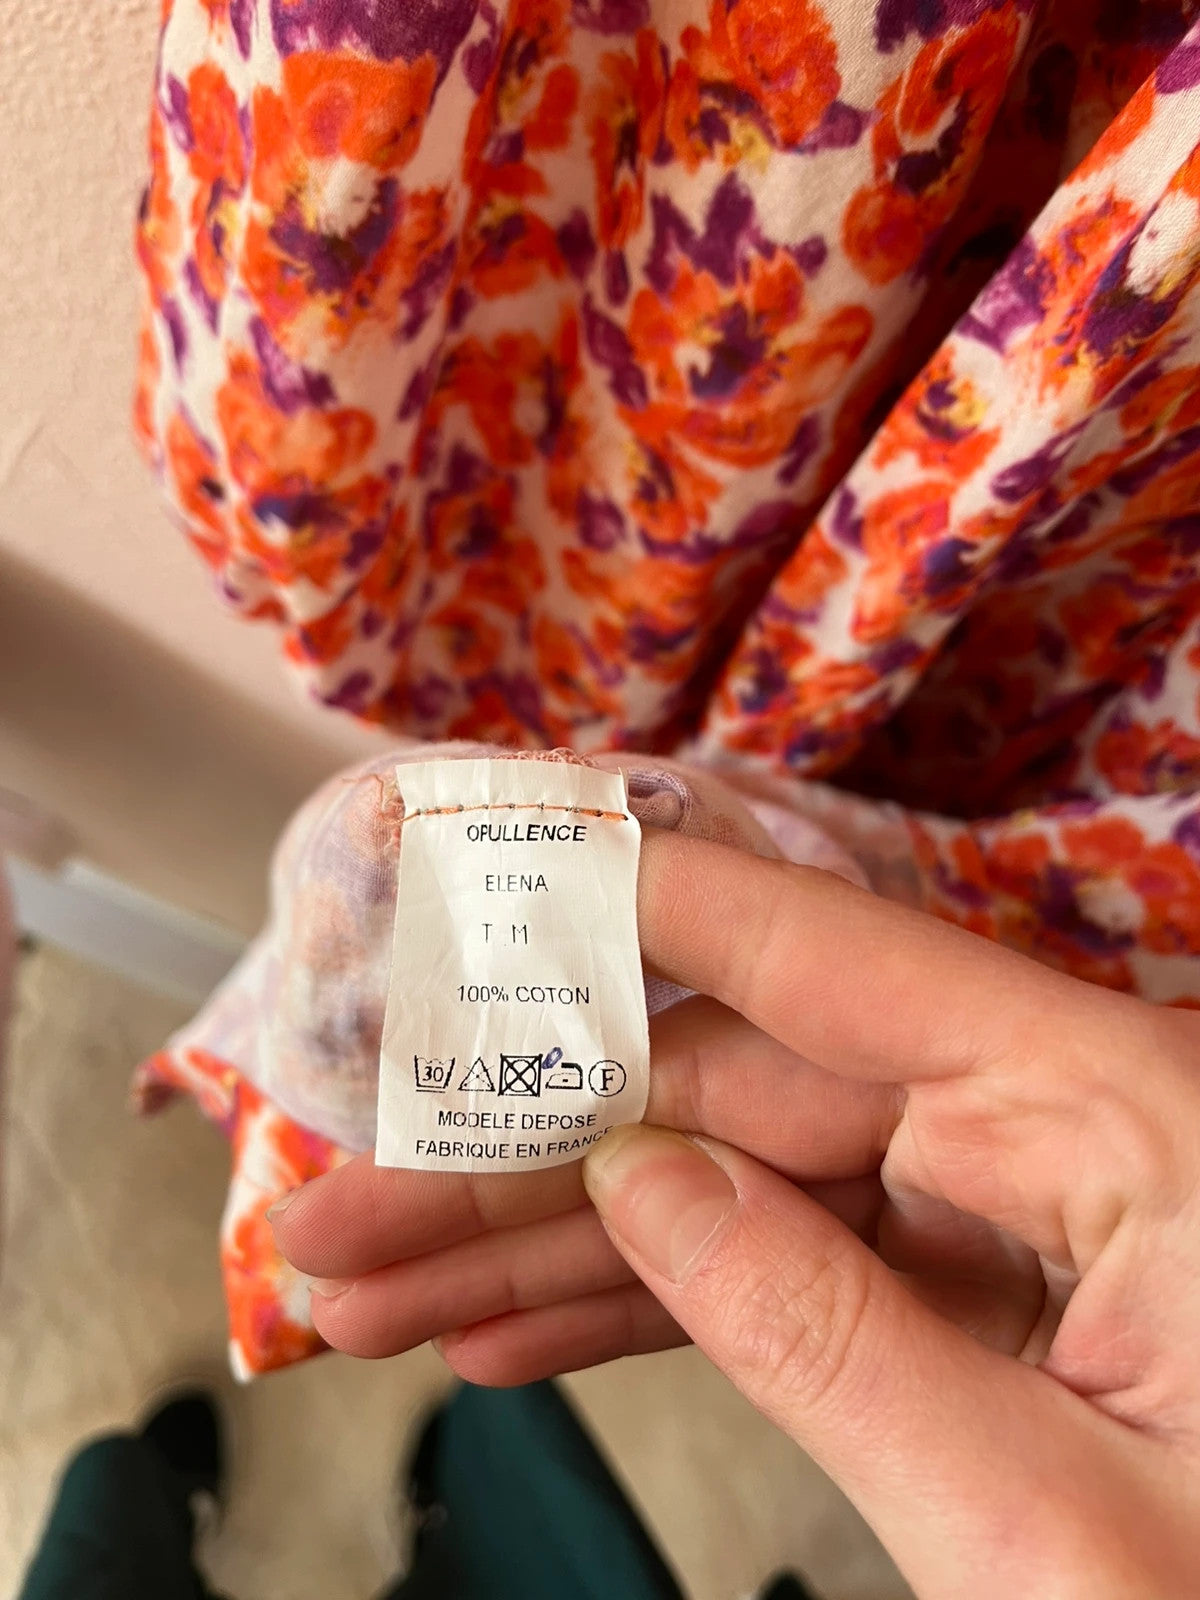 OPULLENCE
ELENA
T . M
100% COTON
30 F
MODELE DEPOSE
FABRIQUE EN FRANCE